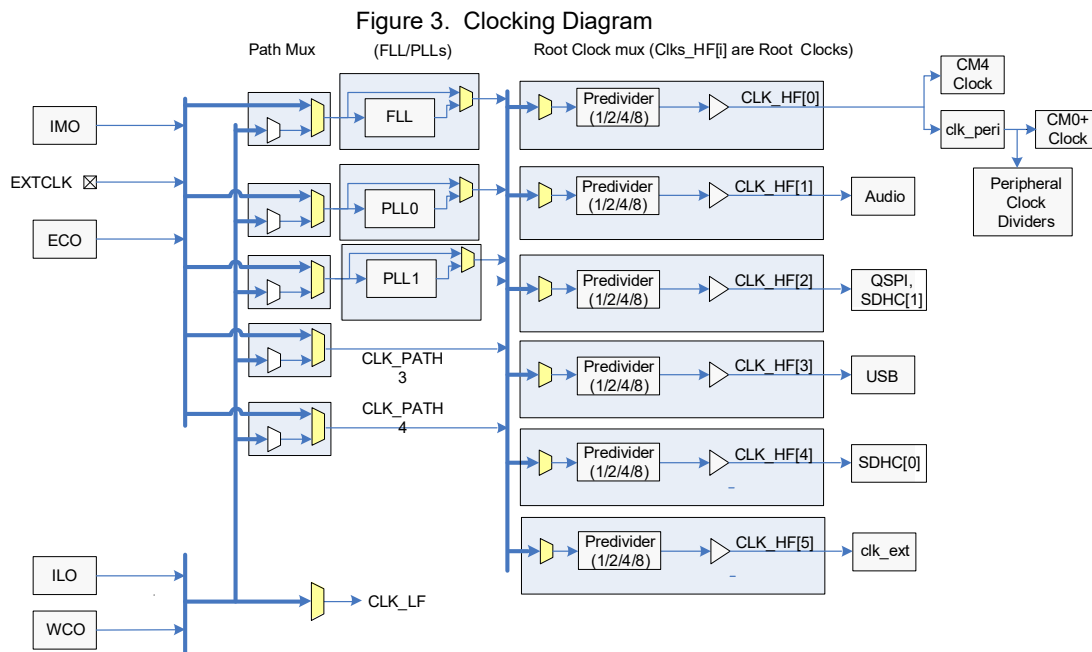 Figure 3. Clocking Diagram
Path Mux
(FLL/PLLs)
Root Clock mux (Clks_HF[i] are Root Clocks)
IMO
EXTCLK
ECO
ILO
WCO
FLL
PLL0
PLL1
CLK_PATH
3
CLK_PATH
4
CLK_LF
Predivider
(1/2/4/8)
CLK_HF[0]
CM4
Clock
clk_peri
CM0+
Clock
Peripheral
Clock
Dividers
Predivider
(1/2/4/8)
CLK_HF[1]
Audio
Predivider
(1/2/4/8)
CLK_HF[2]
QSPI,
SDHC[1]
Predivider
(1/2/4/8)
CLK_HF[3]
USB
Predivider
(1/2/4/8)
CLK_HF[4]
SDHC[0]
Predivider
(1/2/4/8)
CLK_HF[5]
clk_ext